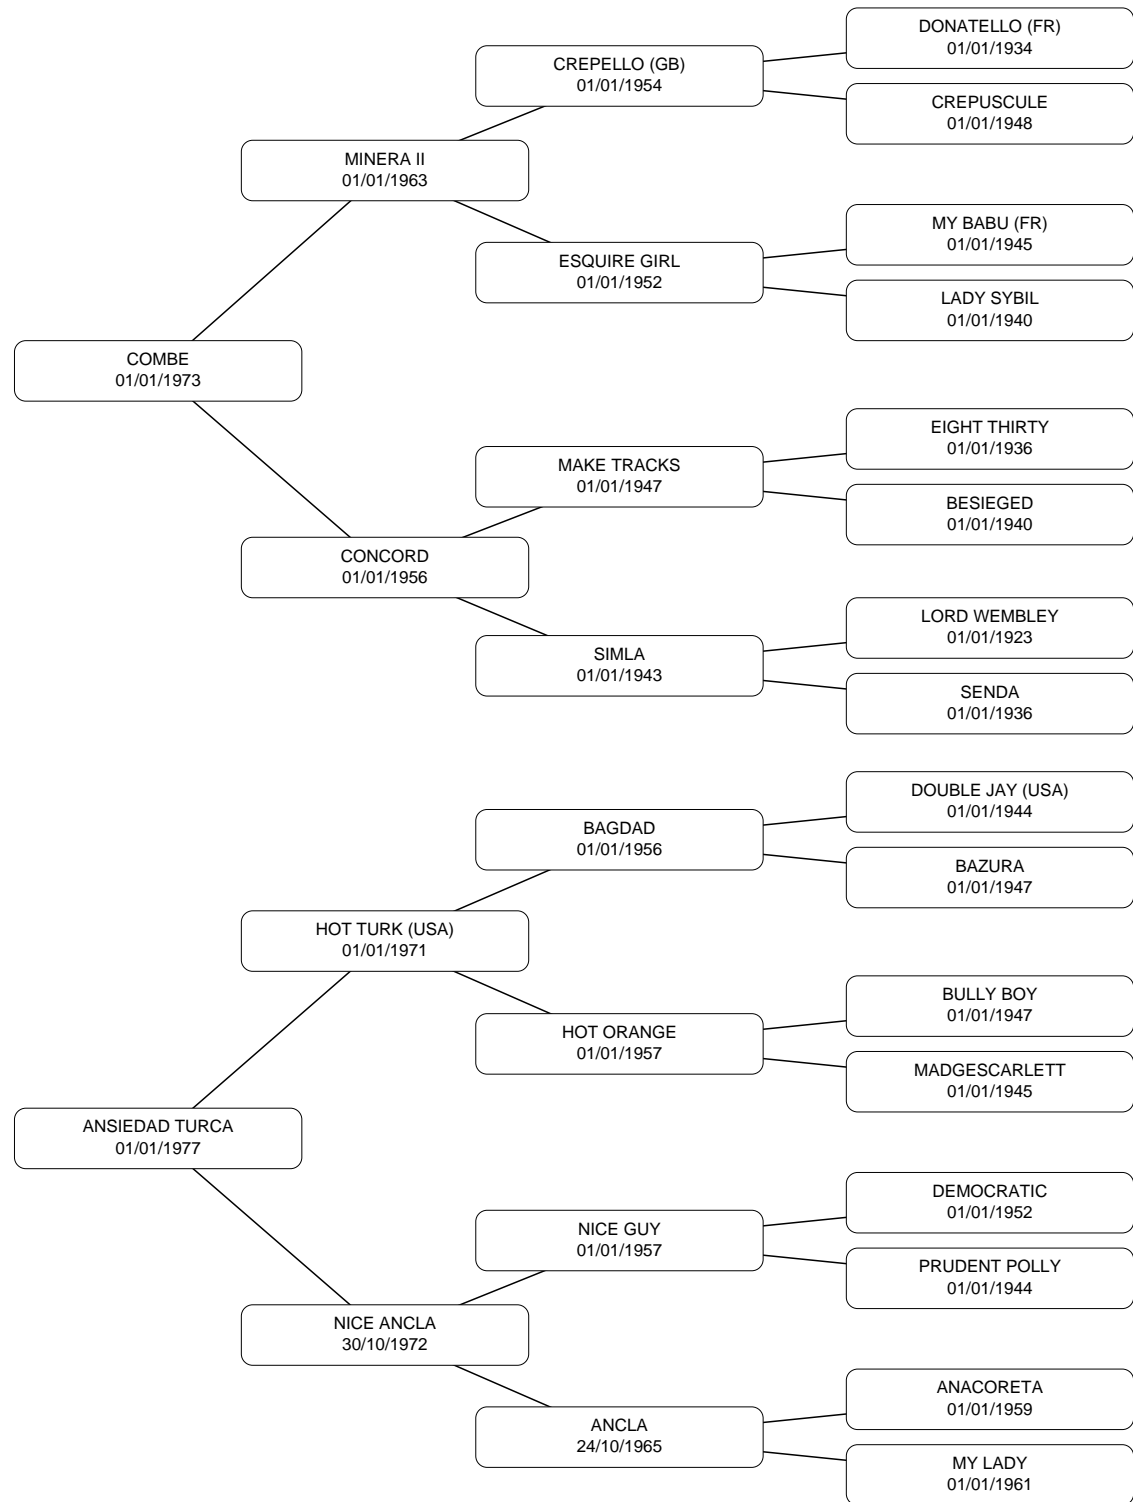 DONATELLO (FR)
01/01/1934
CREPELLO (GB)
01/01/1954
CREPUSCULE
01/01/1948
MINERA II
01/01/1963
MY BABU (FR)
01/01/1945
ESQUIRE GIRL
01/01/1952
LADY SYBIL
01/01/1940
COMBE
01/01/1973
EIGHT THIRTY
01/01/1936
MAKE TRACKS
01/01/1947
BESIEGED
01/01/1940
CONCORD
01/01/1956
LORD WEMBLEY
01/01/1923
SIMLA
01/01/1943
SENDA
01/01/1936
DOUBLE JAY (USA)
01/01/1944
BAGDAD
01/01/1956
BAZURA
01/01/1947
HOT TURK (USA)
01/01/1971
BULLY BOY
01/01/1947
HOT ORANGE
01/01/1957
MADGESCARLETT
01/01/1945
ANSIEDAD TURCA
01/01/1977
DEMOCRATIC
01/01/1952
NICE GUY
01/01/1957
PRUDENT POLLY
01/01/1944
NICE ANCLA
30/10/1972
ANACORETA
01/01/1959
ANCLA
24/10/1965
MY LADY
01/01/1961